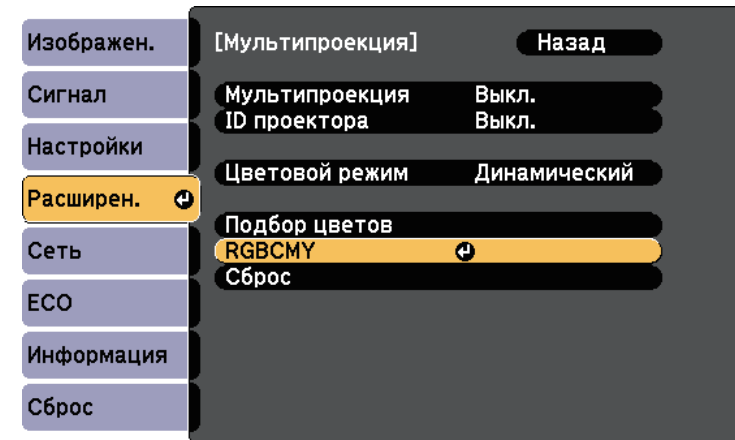 Изображен.
Сигнал
Настройки
Расширен.
Сеть
ECO
Информация
Сброс
[Мультипроекция] Назад
Мультипроекция Выкл.
ID проектора Выкл.
Цветовой режим Динамический
Подбор цветов
RGBCMY
Сброс